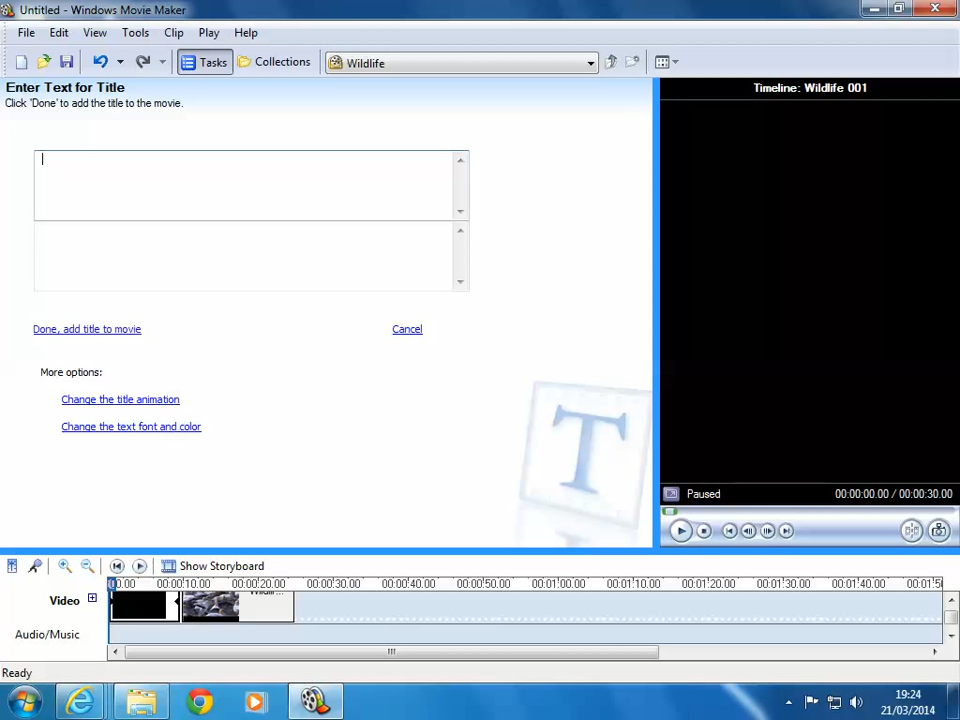 Untitled - Windows Movie Maker
File Edit View Tools Clip Play Help
Tasks Collections Wildlife
Enter Text for Title
Click 'Done' to add the title to the movie.
Timeline: Wildlife 001
Done, add title to movie Cancel
More options:
Change the title animation
Change the text font and color
T
Paused 00:00:00.00 / 00:00:30.00
Show Storyboard
0.00 00:00:10.00 00:00:20.00 00:00:30.00 00:00:40.00 00:00:50.00 00:01:00.00 00:01:10.00 00:01:20.00 00:01:30.00 00:01:40.00 00:01:50
Video Wildlif...
Audio/Music
Ready
19:24
21/03/2014